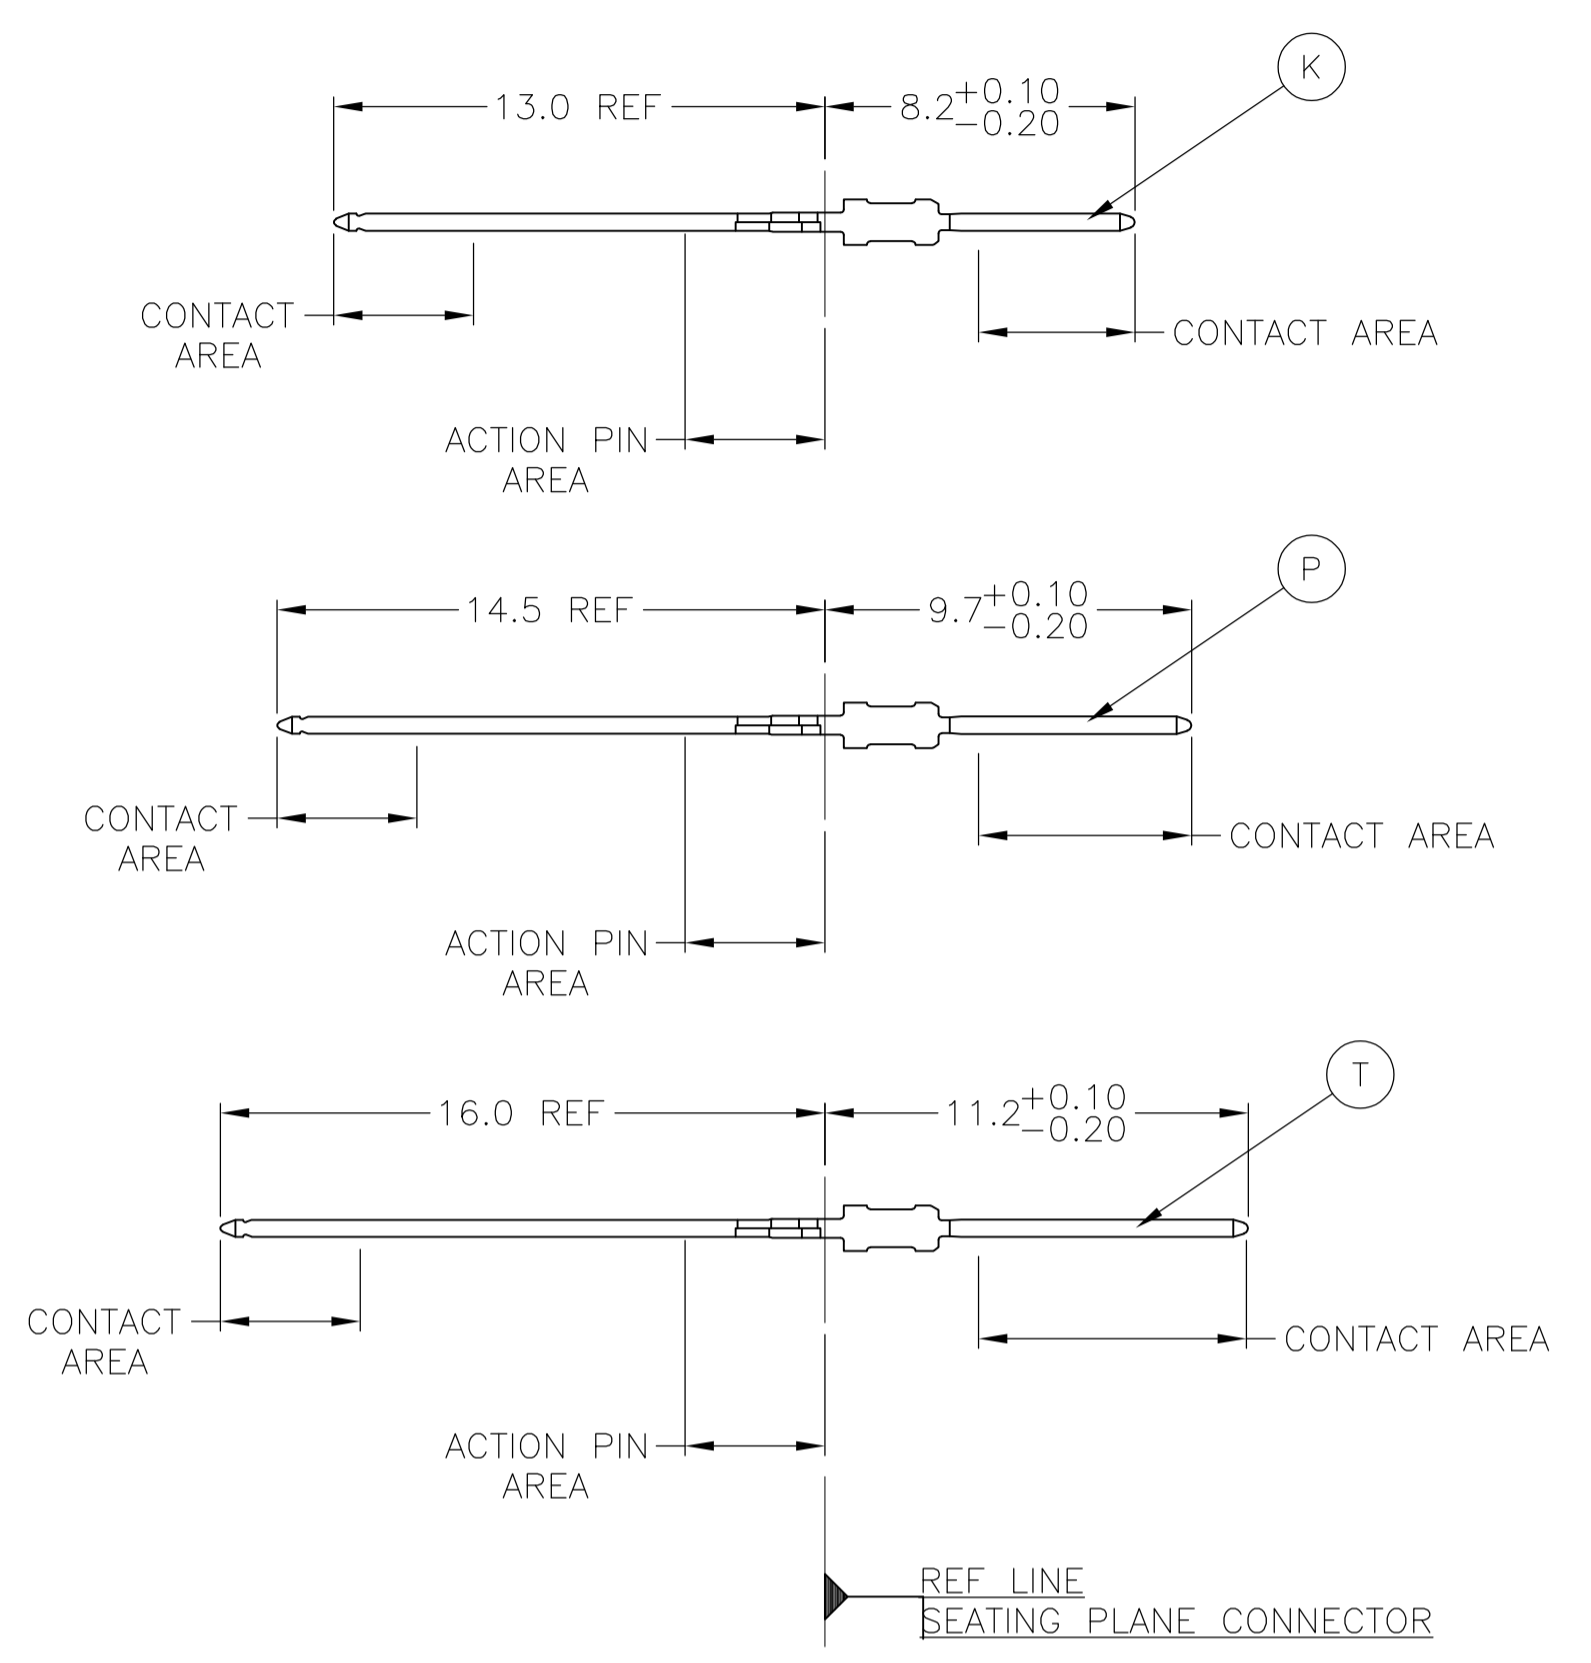 K
13.0 REF
8.2 +0.10
-0.20
CONTACT
AREA
CONTACT AREA
ACTION PIN
AREA
P
14.5 REF
9.7 +0.10
-0.20
CONTACT
AREA
CONTACT AREA
ACTION PIN
AREA
T
16.0 REF
11.2 +0.10
-0.20
CONTACT
AREA
CONTACT AREA
ACTION PIN
AREA
REF LINE
SEATING PLANE CONNECTOR